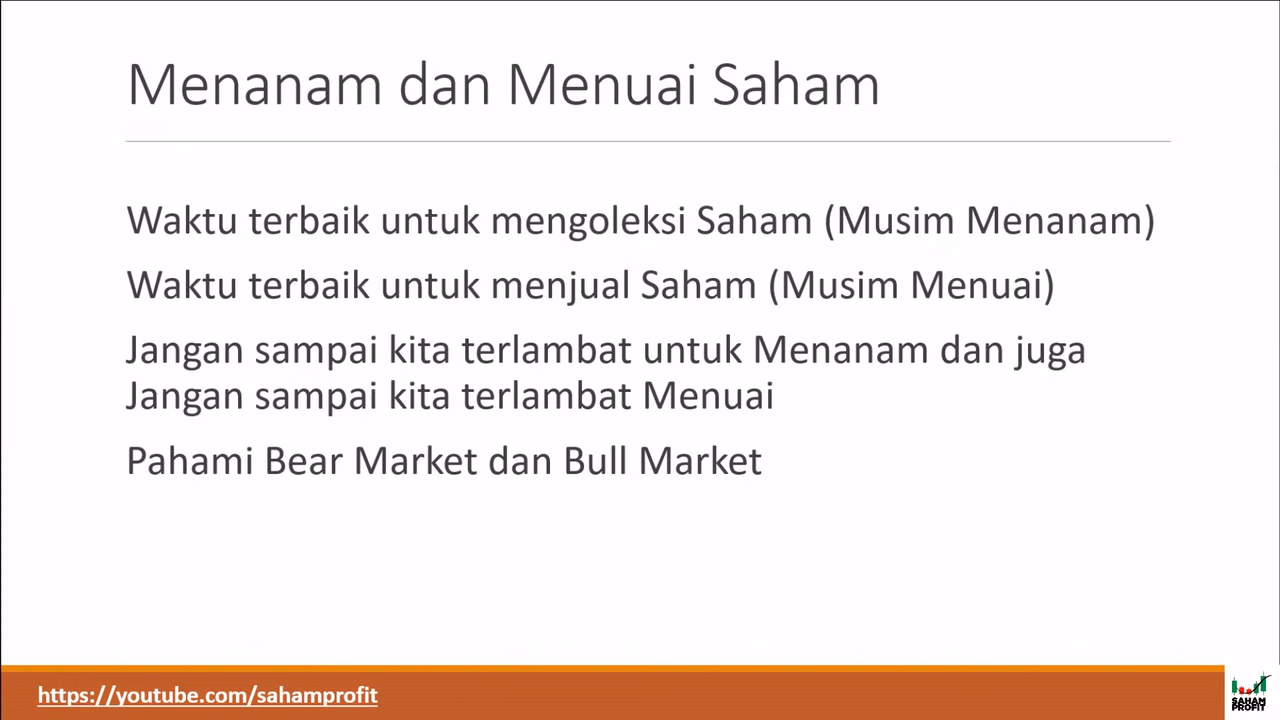 Menanam dan Menuai Saham
Waktu terbaik untuk mengoleksi Saham (Musim Menanam)
Waktu terbaik untuk menjual Saham (Musim Menuai)
Jangan sampai kita terlambat untuk Menanam dan juga
Jangan sampai kita terlambat Menuai
Pahami Bear Market dan Bull Market
https://youtube.com/sahamprofit
SAHAM
PROFIT